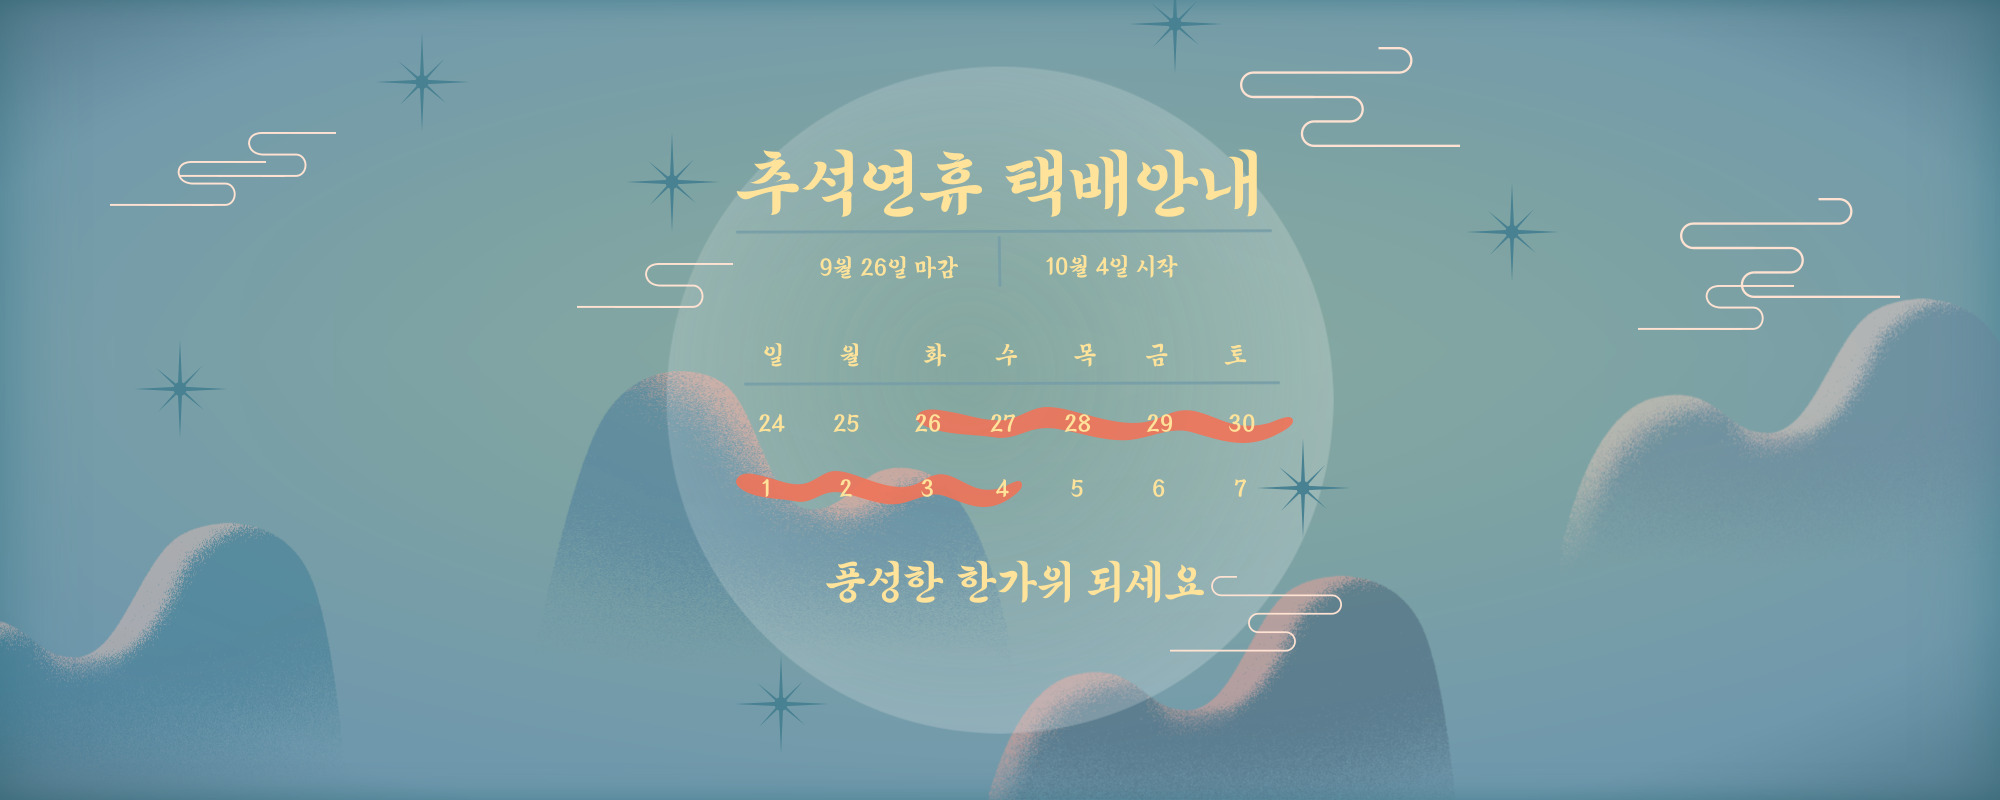 추석연휴 택배안내
9월 26일 마감 10월 4일 시작
일 월 화 수 목 금 토
24 25 26 27 28 29 30
1 2 3 4 5 6 7
풍성한 한가위 되세요